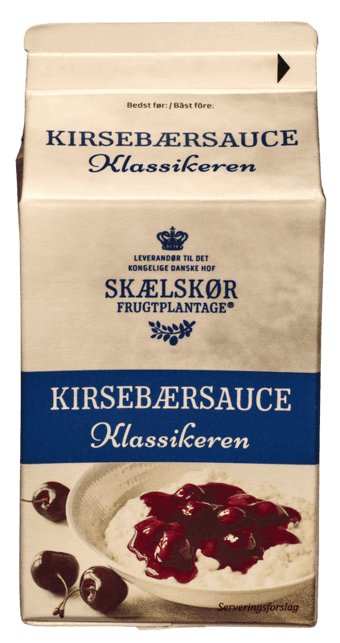 Bedst før: / Bäst före:
KIRSEBÆRSAUCE
Klassikeren
LEVERANDØR TIL DET
KONGELIGE DANSKE HOF
SKÆLSKØR
FRUGTPLANTAGE®
KIRSEBÆRSAUCE
Klassikeren
Serveringsforslag